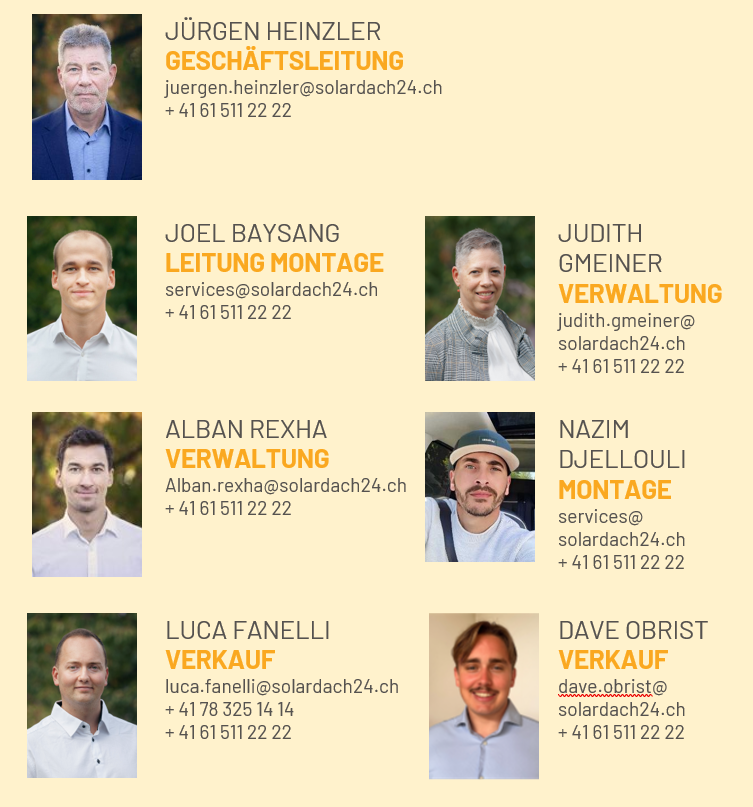 JÜRGEN HEINZLER
GESCHÄFTSLEITUNG
juergen.heinzler@solardach24.ch
+ 41 61 511 22 22
JOEL BAYSANG
LEITUNG MONTAGE
services@solardach24.ch
+ 41 61 511 22 22
JUDITH
GMEINER
VERWALTUNG
judith.gmeiner@
solardach24.ch
+ 41 61 511 22 22
ALBAN REXHA
VERWALTUNG
Alban.rexha@solardach24.ch
+ 41 61 511 22 22
NAZIM
DJELLOULI
MONTAGE
services@
solardach24.ch
+ 41 61 511 22 22
LUCA FANELLI
VERKAUF
luca.fanelli@solardach24.ch
+ 41 78 325 14 14
+ 41 61 511 22 22
DAVE OBRIST
VERKAUF
dave.obrist@
solardach24.ch
+ 41 61 511 22 22